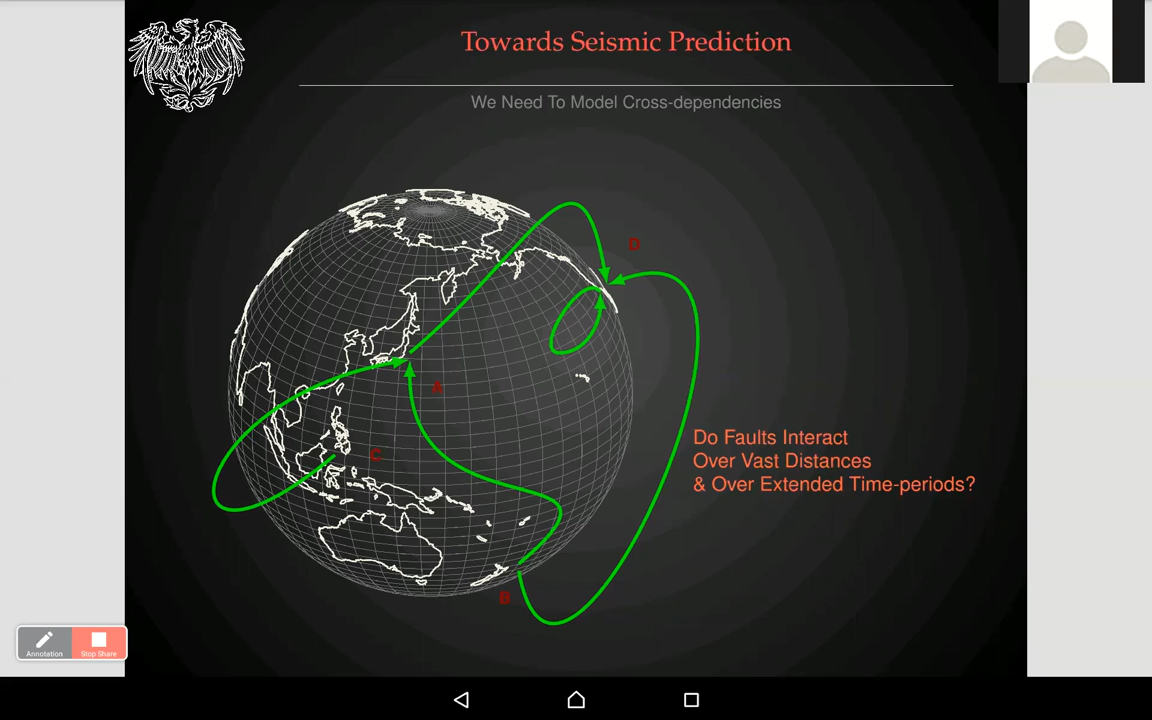 Towards Seismic Prediction
We Need To Model Cross-dependencies
D
A
C
Do Faults Interact
Over Vast Distances
& Over Extended Time-periods?
B
Annotation
Stop Share